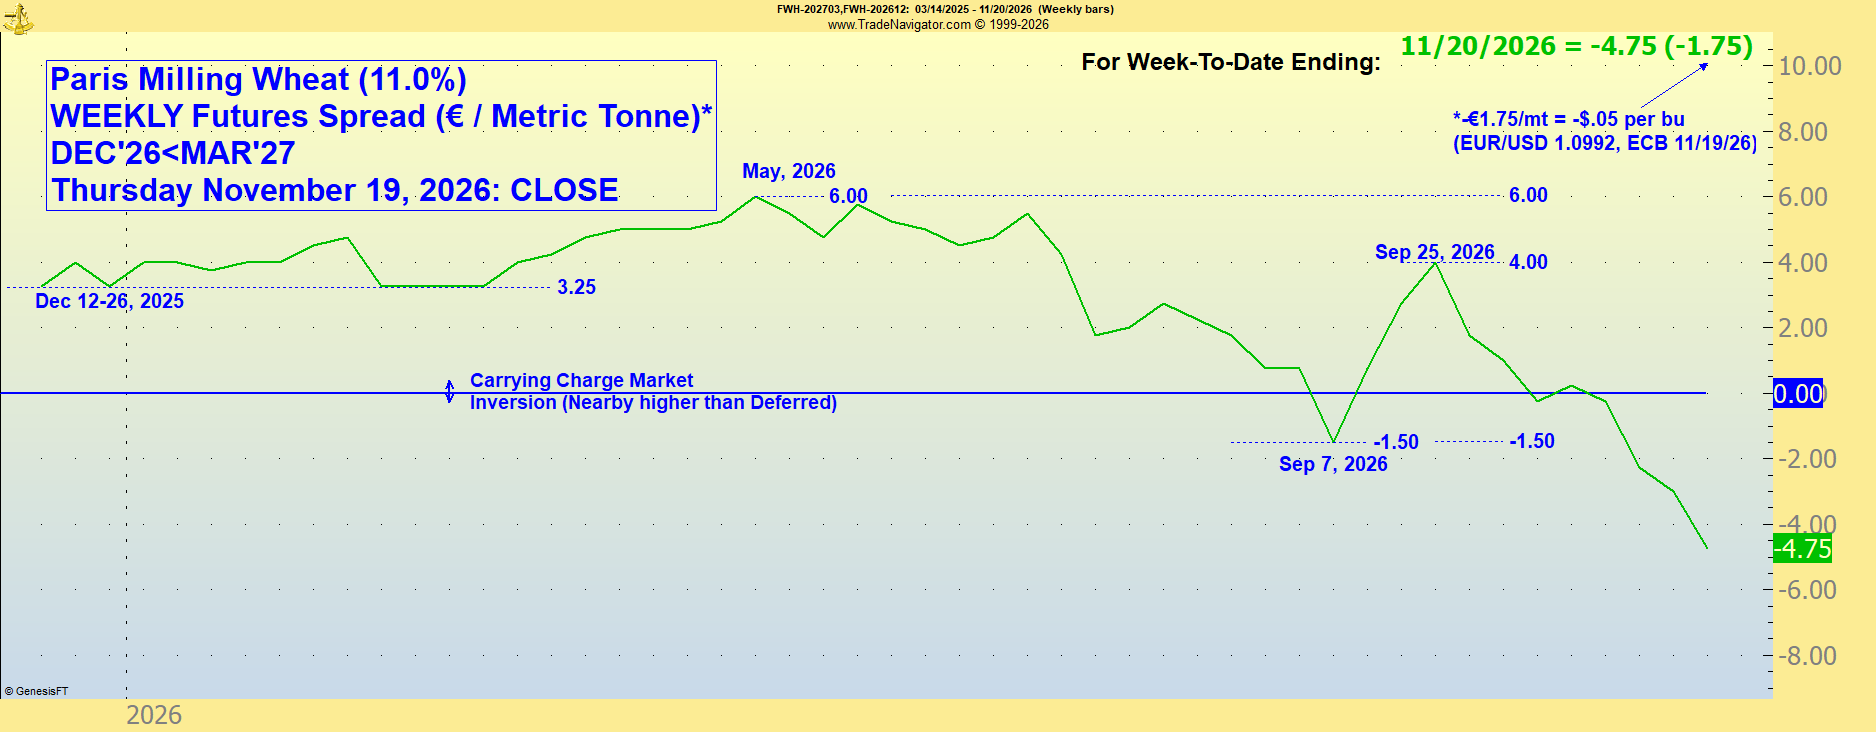 FWH-202703,FWH-202612: 03/14/2025 - 11/20/2026 (Weekly bars)
www.TradeNavigator.com © 1999-2026
For Week-To-Date Ending: 11/20/2026 = -4.75 (-1.75)
Paris Milling Wheat (11.0%)
WEEKLY Futures Spread (€ / Metric Tonne)*
DEC'26<MAR'27
Thursday November 19, 2026: CLOSE
*-€1.75/mt = -$.05 per bu
(EUR/USD 1.0992, ECB 11/19/26)
May, 2026
6.00
6.00
Sep 25, 2026
4.00
3.25
Dec 12-26, 2025
Carrying Charge Market
Inversion (Nearby higher than Deferred)
-1.50
-1.50
Sep 7, 2026
10.00
8.00
6.00
4.00
2.00
0.00
-2.00
-4.00
-4.75
-6.00
-8.00
© GenesisFT
2026